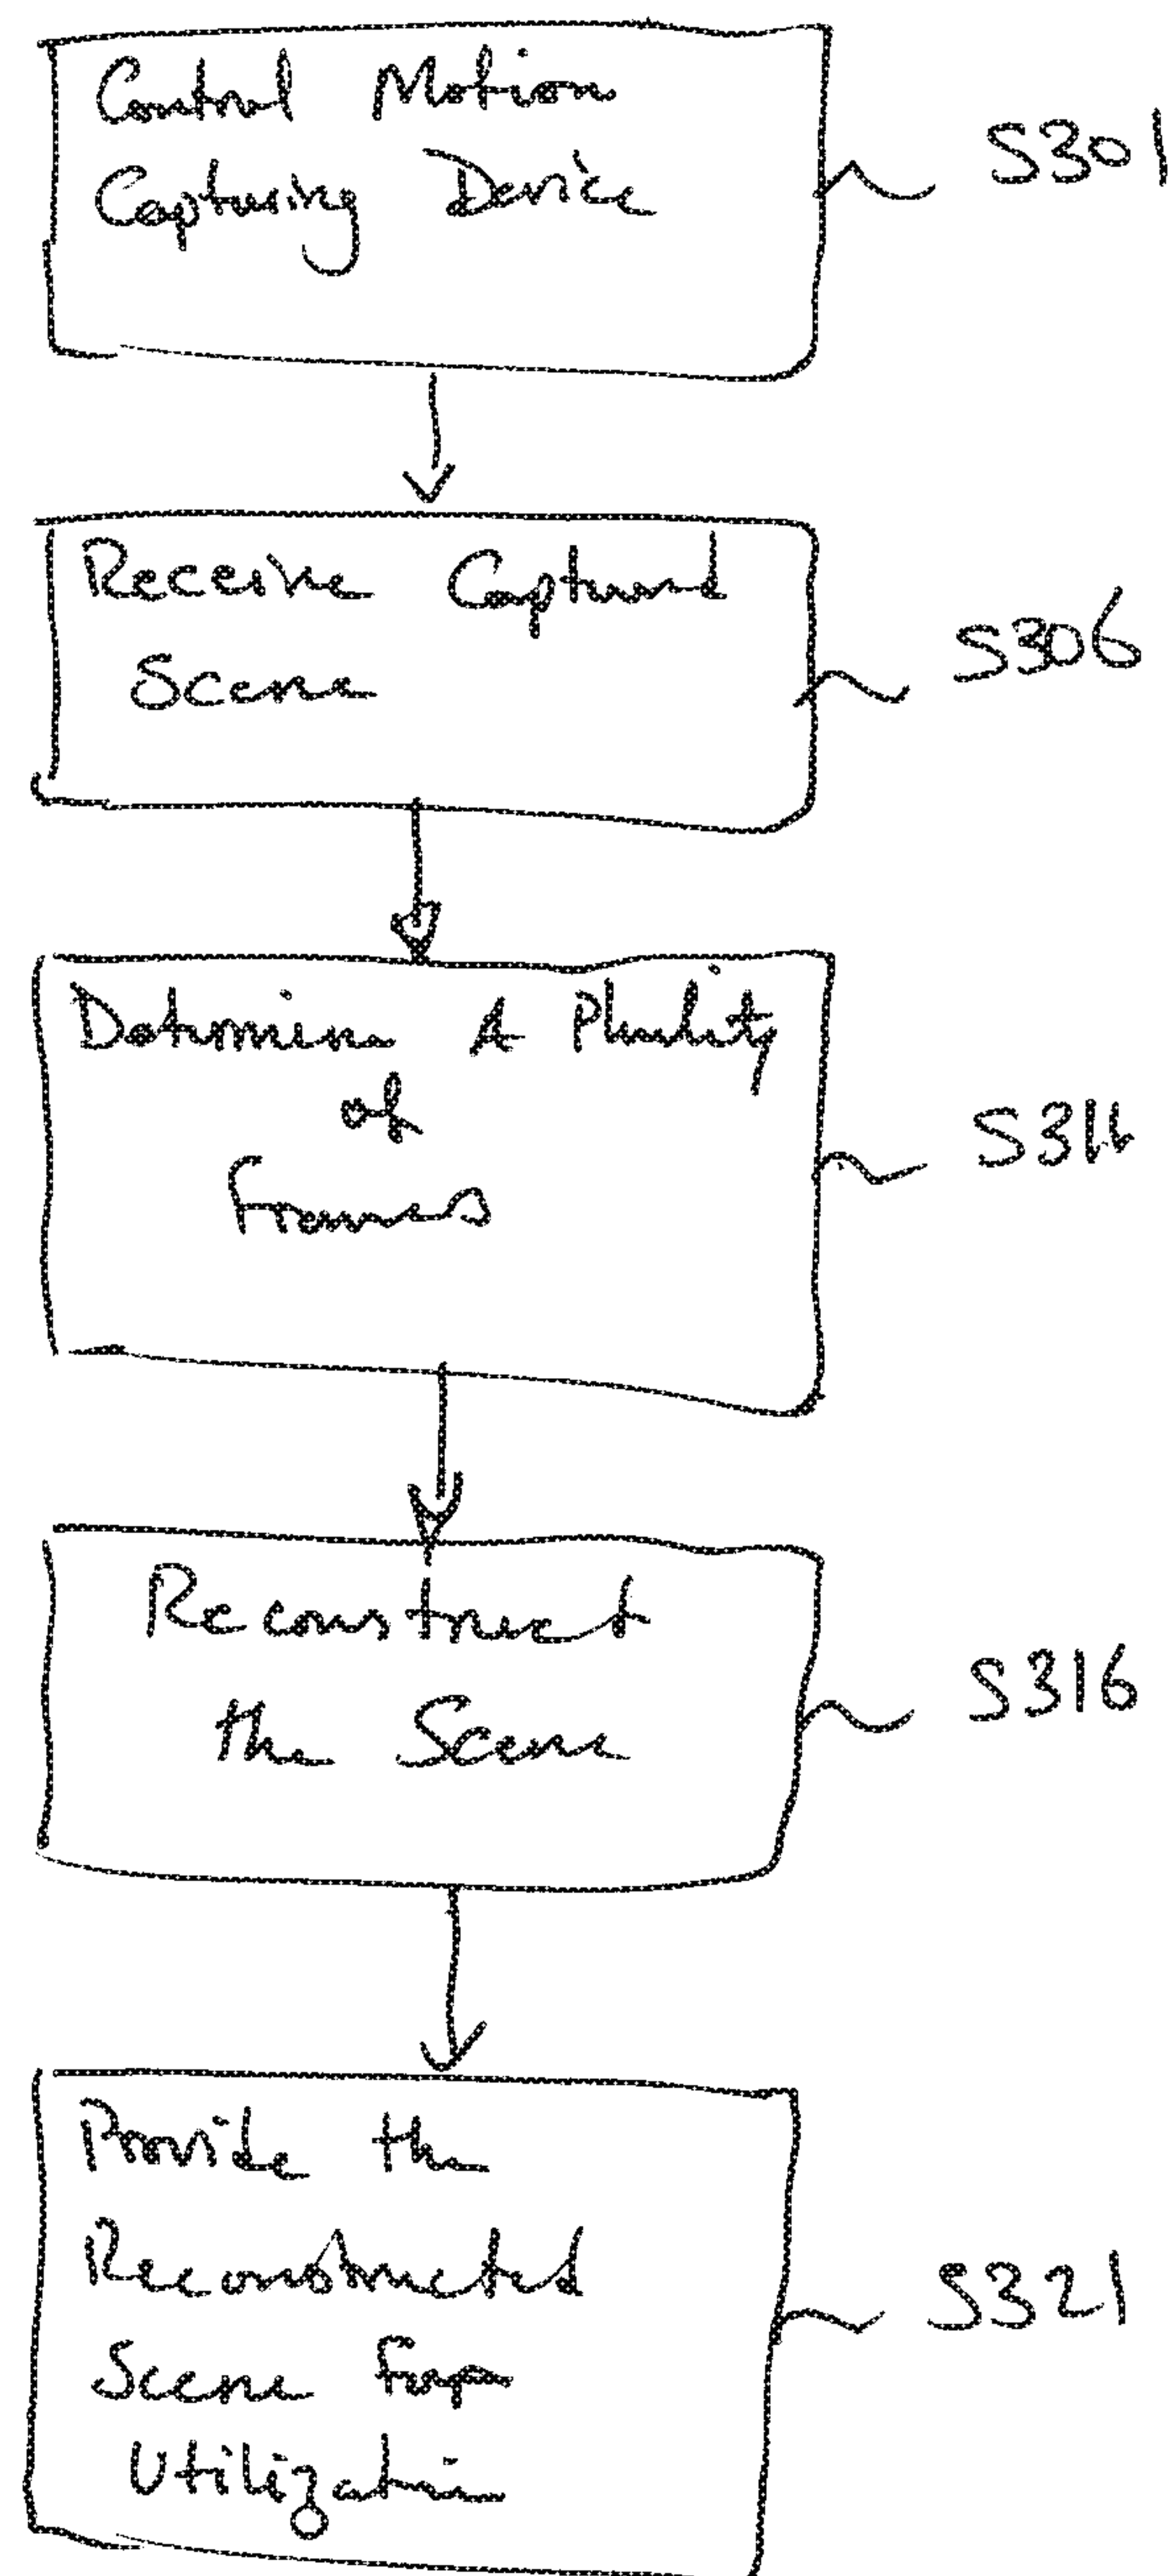 Control Motion
Capturing Device
S301
Receive Captured
Scene
S306
Determine A Plurality
of
Frames
S311
Reconstruct
the Scene
S316
Provide the
Reconstructed
Scene for
Utilization
S321